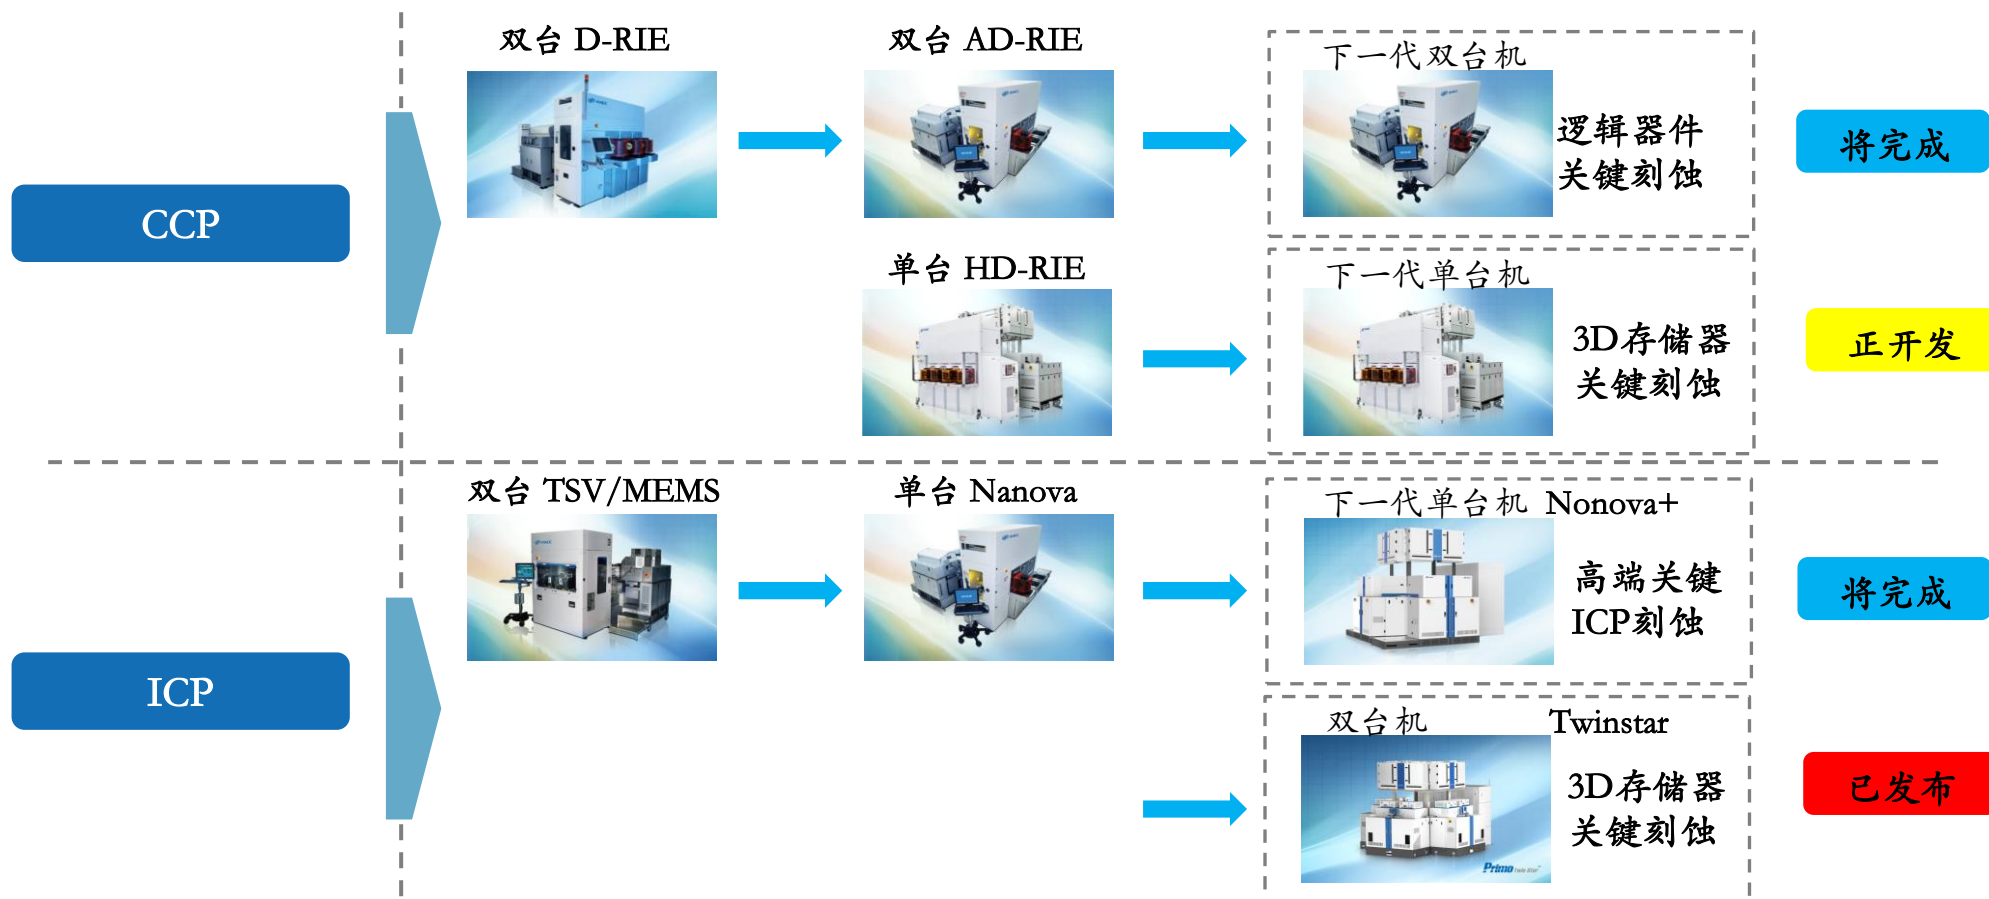 双台 D-RIE
双台 AD-RIE
下一代双台机
逻辑器件
关键刻蚀
将完成
CCP
单台 HD-RIE
下一代单台机
3D存储器
关键刻蚀
正开发
双台 TSV/MEMS
单台 Nanova
下一代单台机 Nonova+
高端关键
ICP刻蚀
将完成
ICP
双台机 Twinstar
3D存储器
关键刻蚀
已发布
Primo Twin-Star